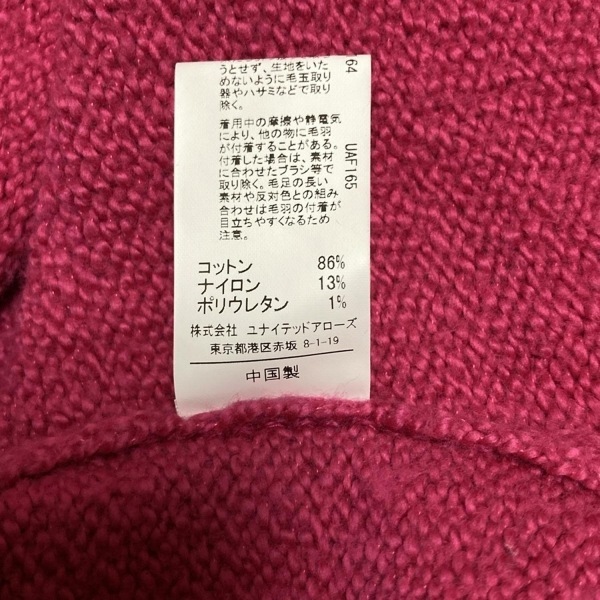 うとせず、生地をいた
めないように毛玉取り
器やハサミなどで取り
除く。
着用中の摩擦や静電気
により、他の物に毛羽
が付着することがある。
付着した場合は、素材
に合わせたブラシ等で
取り除く。毛足の長い
素材や反対色との組み
合わせは毛羽の付着が
目立ちやすくなるため
注意。
コットン 86%
ナイロン 13%
ポリウレタン 1%
株式会社 ユナイテッドアローズ
東京都港区赤坂 8-1-19
中国製
64
UAF165